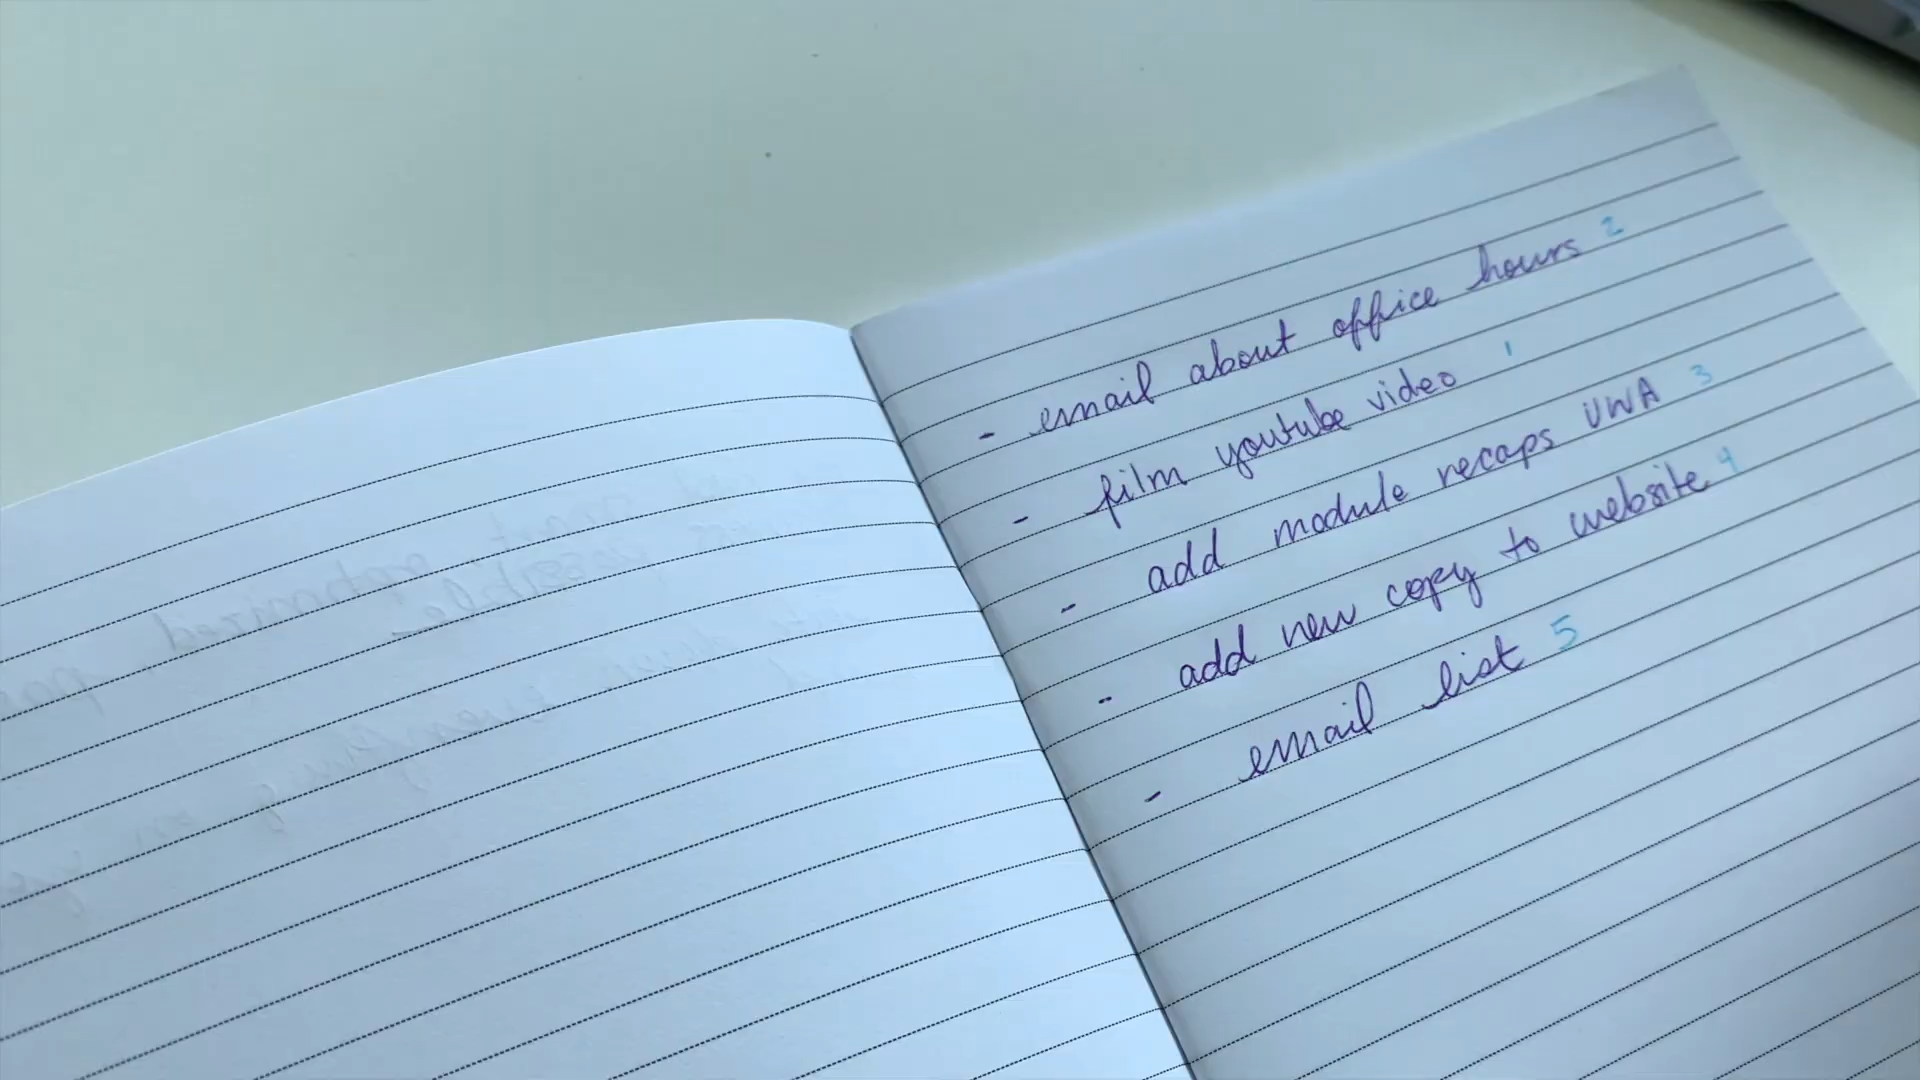 - email about office hours 2
- film youtube video 1
- add module recaps UWA 3
- add new copy to website 4
- email list 5